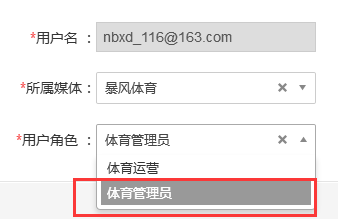 *用户名 ： nbxd_116@163.com
*所属媒体： 暴风体育
*用户角色 ： 体育管理员
体育运营
体育管理员